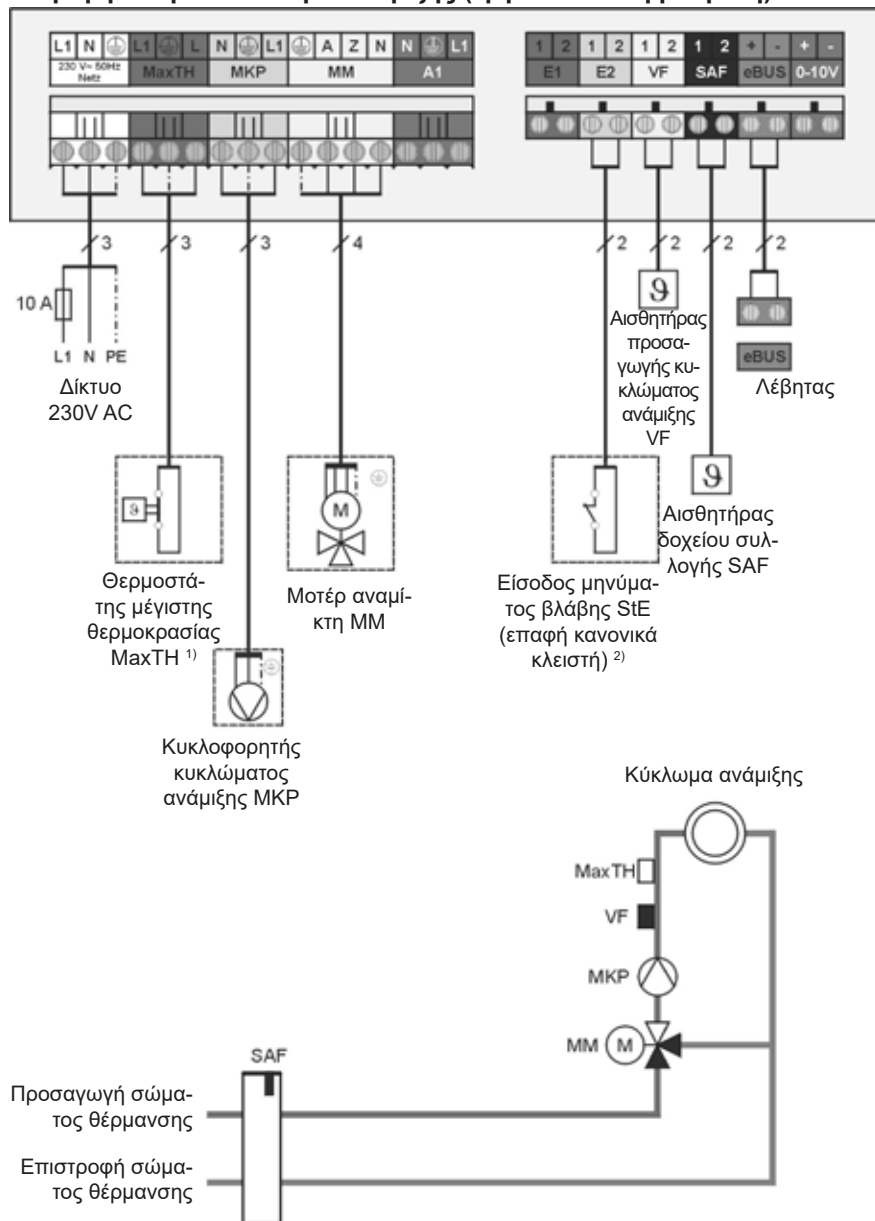 L1 N L1 L N L1 A Z N N L1
230 V~ 50Hz
Netz
MaxTH MKP MM A1
1 2 1 2 1 2 1 2 + - + -
E1 E2 VF SAF eBUS 0-10V
3 3 3 4 2 2 2 2
10 A
L1 N PE
Δίκτυο
230V AC
ϑ
Αισθητήρας
προσα-
γωγής κυ-
κλώματος
ανάμιξης
VF
eBUS
Λέβητας
ϑ
Θερμοστά-
της μέγιστης
θερμοκρασίας
MaxTH ¹⁾
M
Μοτέρ αναμί-
κτη MM
Είσοδος μηνύμα-
τος βλάβης StE
(επαφή κανονικά
κλειστή) ²⁾
ϑ
Αισθητήρας
δοχείου συλ-
λογής SAF
Κυκλοφορητής
κυκλώματος
ανάμιξης MKP
Κύκλωμα ανάμιξης
MaxTH
VF
MKP
MM M
SAF
Προσαγωγή σώμα-
τος θέρμανσης
Επιστροφή σώμα-
τος θέρμανσης